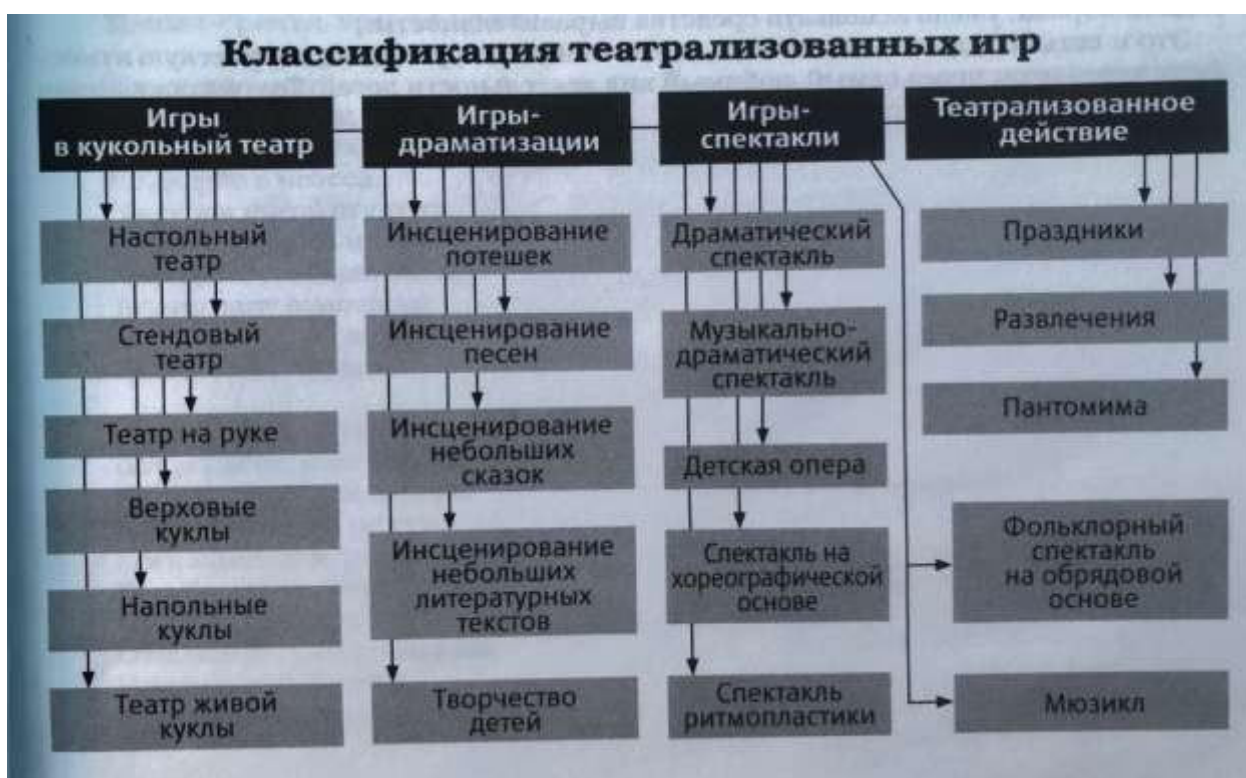 Классификация театрализованных игр
Игры
в кукольный театр
Настольный
театр
Стендовый
театр
Театр на руке
Верховые
куклы
Напольные
куклы
Театр живой
куклы
Игры-
драматизации
Инсценирование
потешек
Инсценирование
песен
Инсценирование
небольших
сказок
Инсценирование
небольших
литературных
текстов
Творчество
детей
Игры-
спектакли
Драматический
спектакль
Музыкально-
драматический
спектакль
Детская опера
Спектакль на
хореографической
основе
Спектакль
ритмопластики
Театрализованное
действие
Праздники
Развлечения
Пантомима
Фольклорный
спектакль
на обрядовой
основе
Мюзикл